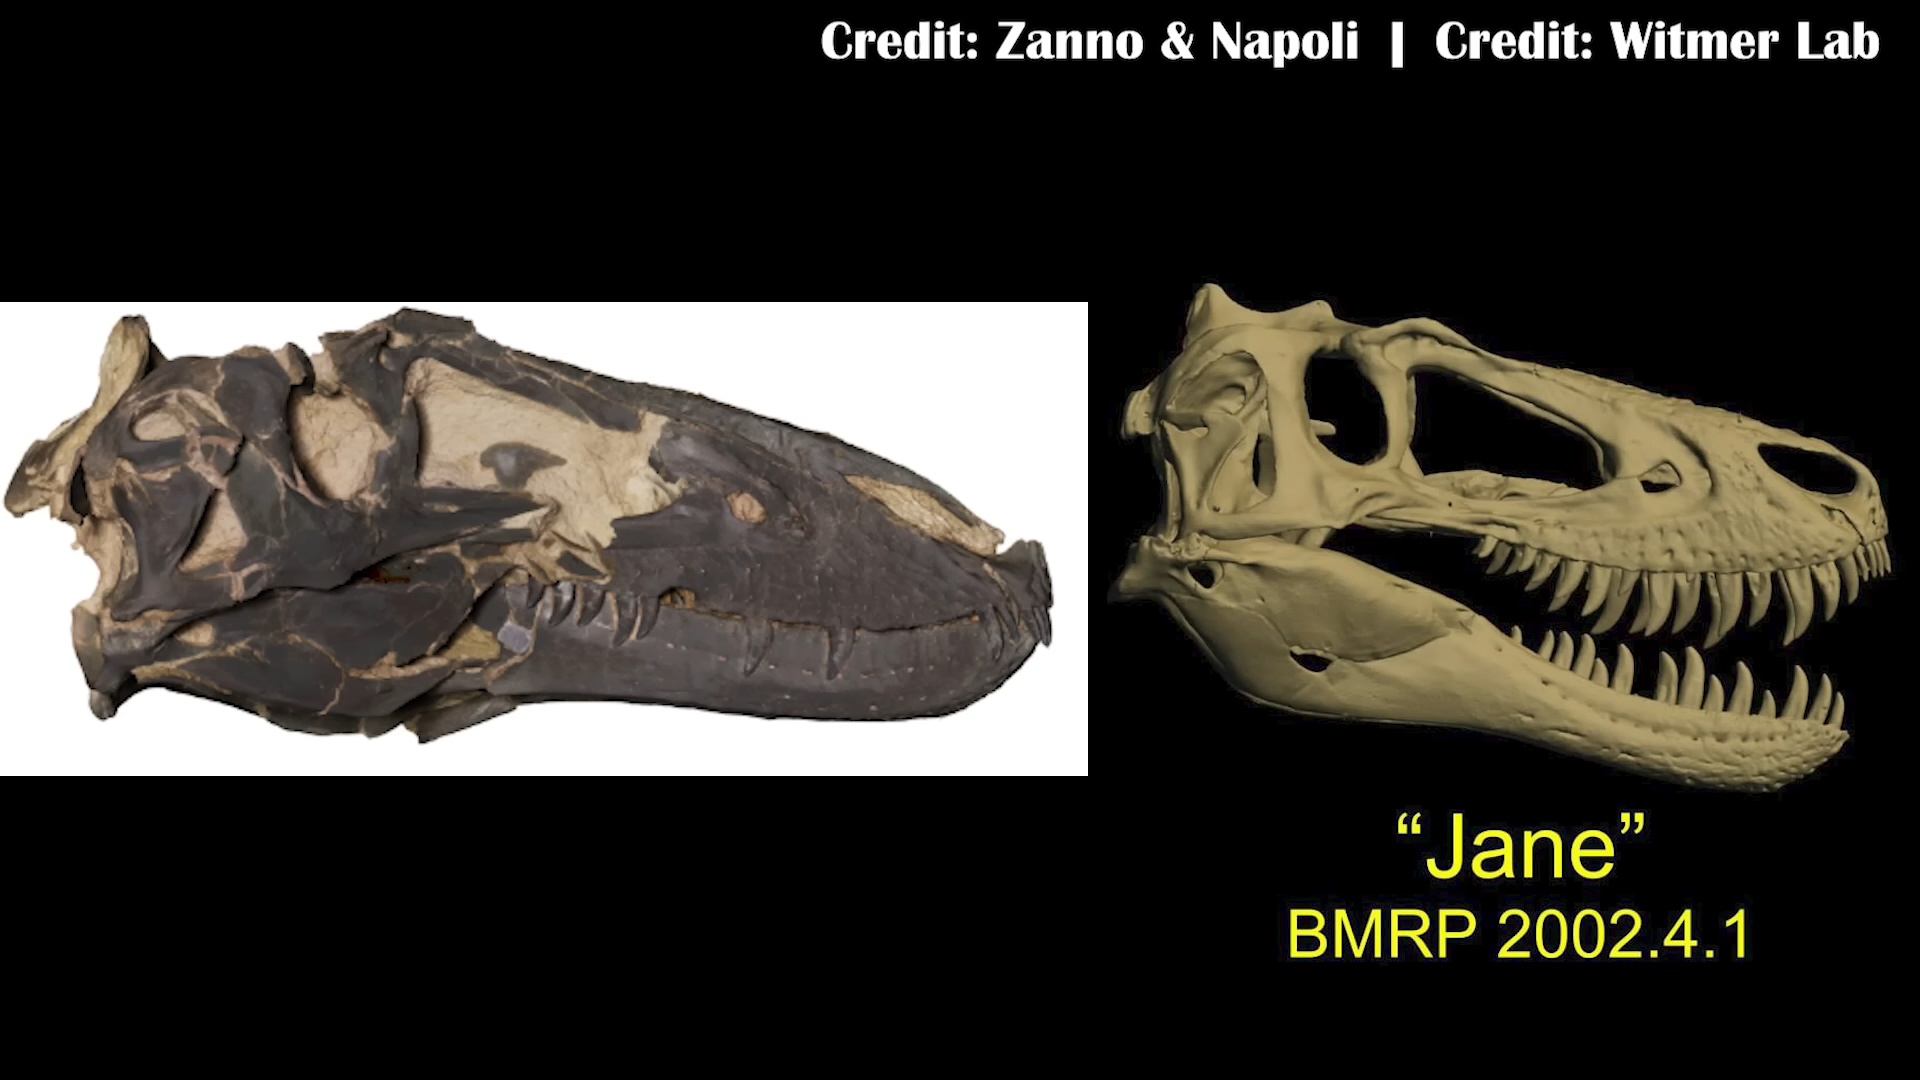 Credit: Zanno & Napoli | Credit: Witmer Lab
“Jane”
BMRP 2002.4.1